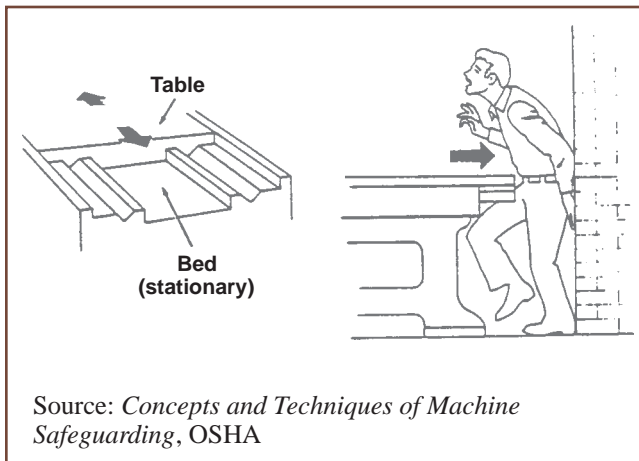 Table
Bed
(stationary)
Source: Concepts and Techniques of Machine
Safeguarding, OSHA